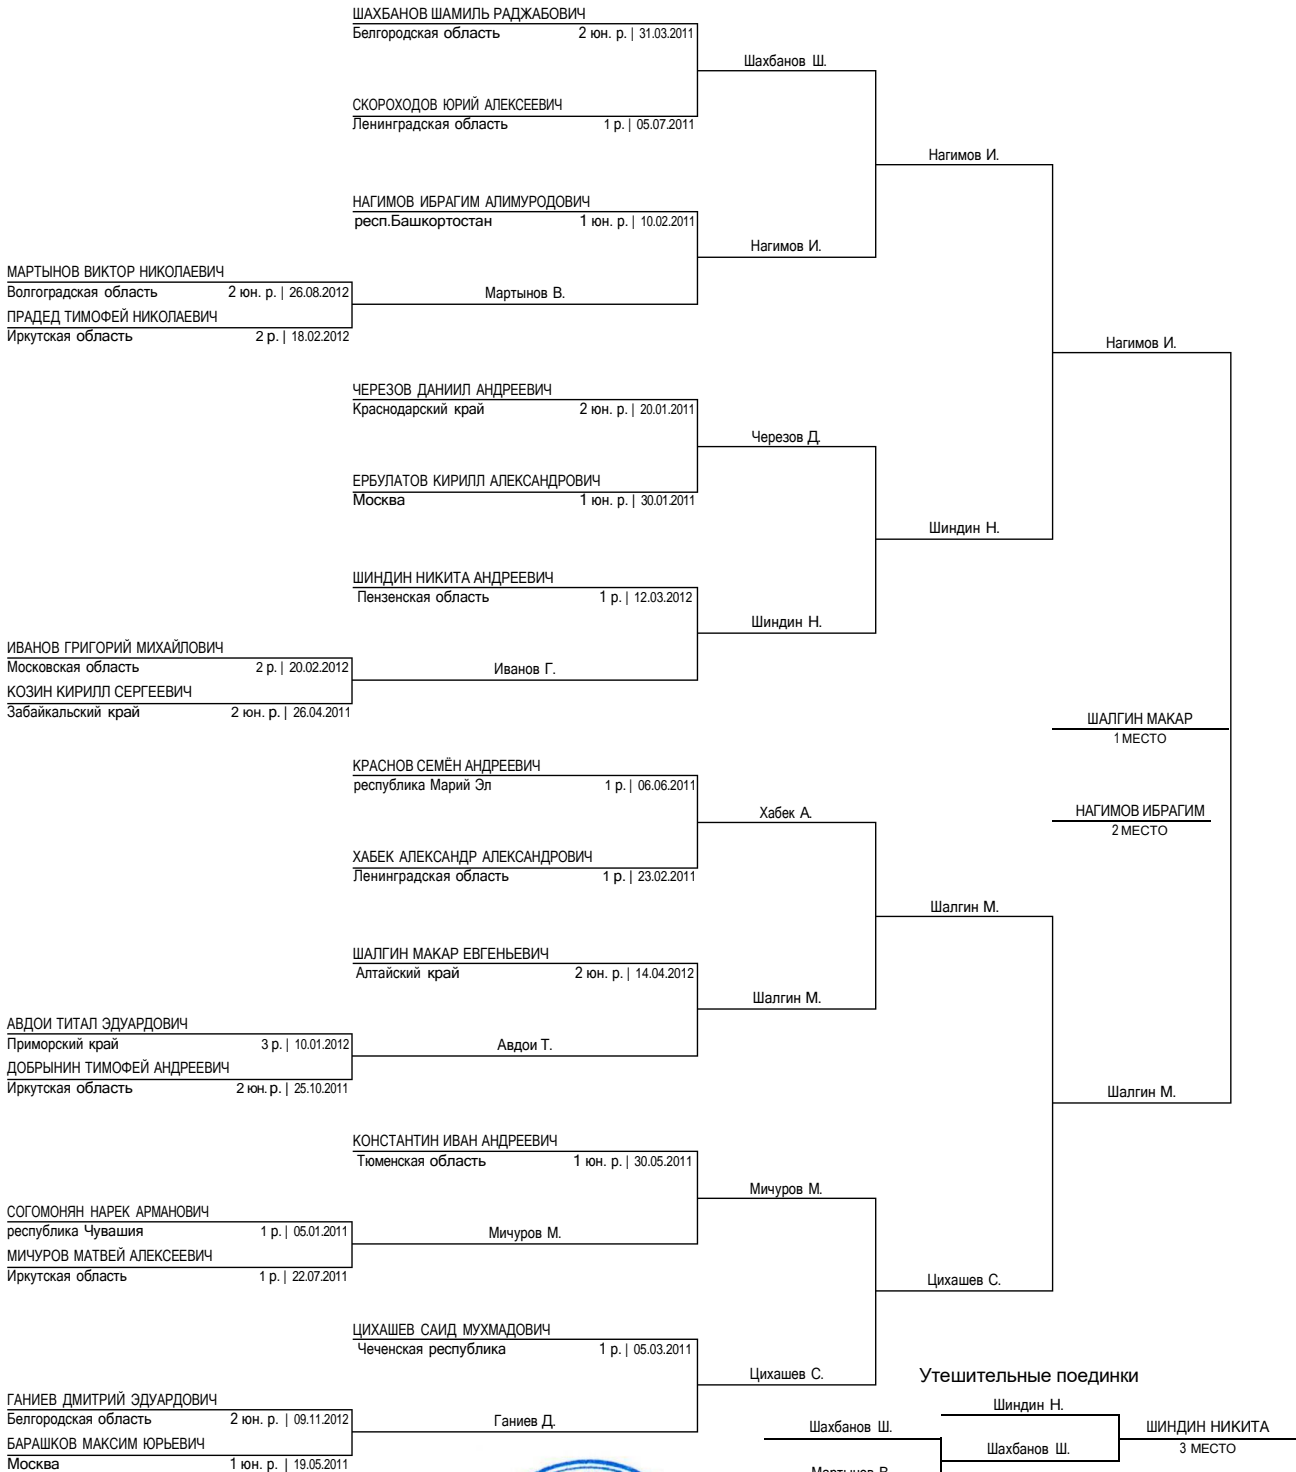 ШАХБАНОВ ШАМИЛЬ РАДЖАБОВИЧ
Белгородская область 2 юн. р. | 31.03.2011
Шахбанов Ш.
СКОРОХОДОВ ЮРИЙ АЛЕКСЕЕВИЧ
Ленинградская область 1 р. | 05.07.2011
Нагимов И.
НАГИМОВ ИБРАГИМ АЛИМУРОДОВИЧ
респ.Башкортостан 1 юн. р. | 10.02.2011
Нагимов И.
МАРТЫНОВ ВИКТОР НИКОЛАЕВИЧ
Волгоградская область 2 юн. р. | 26.08.2012
Мартынов В.
ПРАДЕД ТИМОФЕЙ НИКОЛАЕВИЧ
Иркутская область 2 р. | 18.02.2012
Нагимов И.
ЧЕРЕЗОВ ДАНИИЛ АНДРЕЕВИЧ
Краснодарский край 2 юн. р. | 20.01.2011
Черезов Д.
ЕРБУЛАТОВ КИРИЛЛ АЛЕКСАНДРОВИЧ
Москва 1 юн. р. | 30.01.2011
Шиндин Н.
ШИНДИН НИКИТА АНДРЕЕВИЧ
Пензенская область 1 р. | 12.03.2012
Шиндин Н.
ИВАНОВ ГРИГОРИЙ МИХАЙЛОВИЧ
Московская область 2 р. | 20.02.2012
Иванов Г.
КОЗИН КИРИЛЛ СЕРГЕЕВИЧ
Забайкальский край 2 юн. р. | 26.04.2011
ШАЛГИН МАКАР
1 МЕСТО
КРАСНОВ СЕМЁН АНДРЕЕВИЧ
республика Марий Эл 1 р. | 06.06.2011
Хабек А.
НАГИМОВ ИБРАГИМ
2 МЕСТО
ХАБЕК АЛЕКСАНДР АЛЕКСАНДРОВИЧ
Ленинградская область 1 р. | 23.02.2011
Шалгин М.
ШАЛГИН МАКАР ЕВГЕНЬЕВИЧ
Алтайский край 2 юн. р. | 14.04.2012
Шалгин М.
АВДОИ ТИТАЛ ЭДУАРДОВИЧ
Приморский край 3 р. | 10.01.2012
Авдои Т.
ДОБРЫНИН ТИМОФЕЙ АНДРЕЕВИЧ
Иркутская область 2 юн. р. | 25.10.2011
Шалгин М.
КОНСТАНТИН ИВАН АНДРЕЕВИЧ
Тюменская область 1 юн. р. | 30.05.2011
Мичуров М.
СОГОМОНЯН НАРЕК АРМАНОВИЧ
республика Чувашия 1 р. | 05.01.2011
Мичуров М.
МИЧУРОВ МАТВЕЙ АЛЕКСЕЕВИЧ
Иркутская область 1 р. | 22.07.2011
Цихашев С.
ЦИХАШЕВ САИД МУХМАДОВИЧ
Чеченская республика 1 р. | 05.03.2011
Цихашев С.
Утешительные поединки
ГАНИЕВ ДМИТРИЙ ЭДУАРДОВИЧ
Белгородская область 2 юн. р. | 09.11.2012
Ганиев Д.
БАРАШКОВ МАКСИМ ЮРЬЕВИЧ
Москва 1 юн. р. | 19.05.2011
Шиндин Н.
Шахбанов Ш.
ШИНДИН НИКИТА
Шахбанов Ш.
3 МЕСТО
Мартынов В.